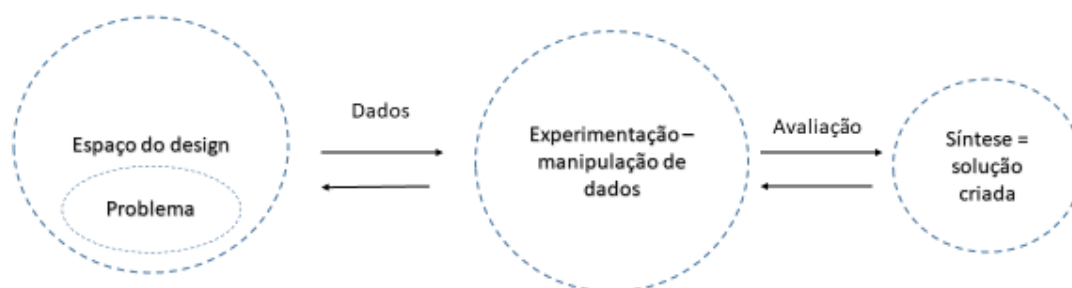 Espaço do design
Problema
Dados
Experimentação –
manipulação de
dados
Avaliação
Síntese =
solução
criada